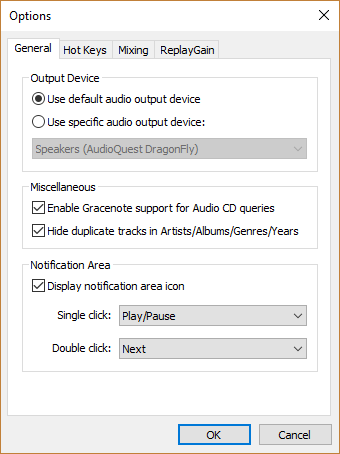 Options
General Hot Keys Mixing ReplayGain
Output Device
Use default audio output device
Use specific audio output device:
Speakers (AudioQuest DragonFly)
Miscellaneous
Enable Gracenote support for Audio CD queries
Hide duplicate tracks in Artists/Albums/Genres/Years
Notification Area
Display notification area icon
Single click: Play/Pause
Double click: Next
OK Cancel